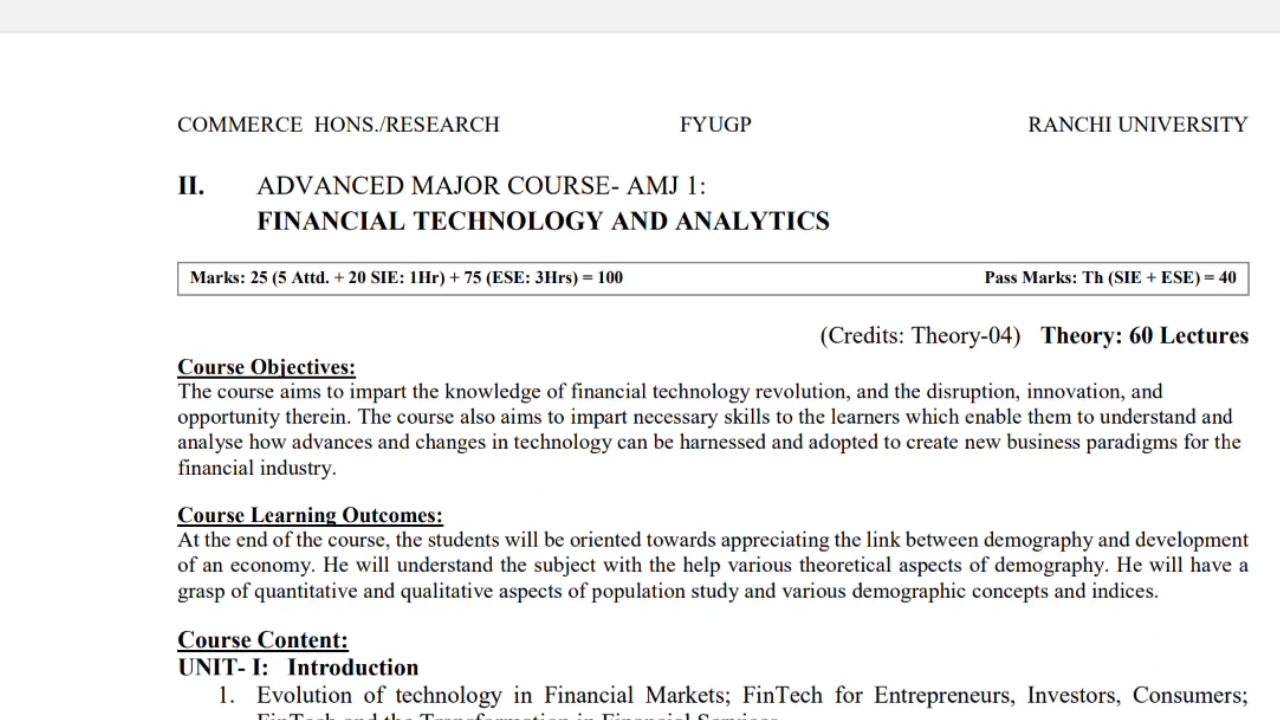 COMMERCE HONS./RESEARCH FYUGP RANCHI UNIVERSITY
II. ADVANCED MAJOR COURSE- AMJ 1:
FINANCIAL TECHNOLOGY AND ANALYTICS
Marks: 25 (5 Attd. + 20 SIE: 1Hr) + 75 (ESE: 3Hrs) = 100 Pass Marks: Th (SIE + ESE) = 40
(Credits: Theory-04) Theory: 60 Lectures
Course Objectives:
The course aims to impart the knowledge of financial technology revolution, and the disruption, innovation, and
opportunity therein. The course also aims to impart necessary skills to the learners which enable them to understand and
analyse how advances and changes in technology can be harnessed and adopted to create new business paradigms for the
financial industry.
Course Learning Outcomes:
At the end of the course, the students will be oriented towards appreciating the link between demography and development
of an economy. He will understand the subject with the help various theoretical aspects of demography. He will have a
grasp of quantitative and qualitative aspects of population study and various demographic concepts and indices.
Course Content:
UNIT- I: Introduction
1. Evolution of technology in Financial Markets; FinTech for Entrepreneurs, Investors, Consumers;
FinTech and the Transformation in Financial Services